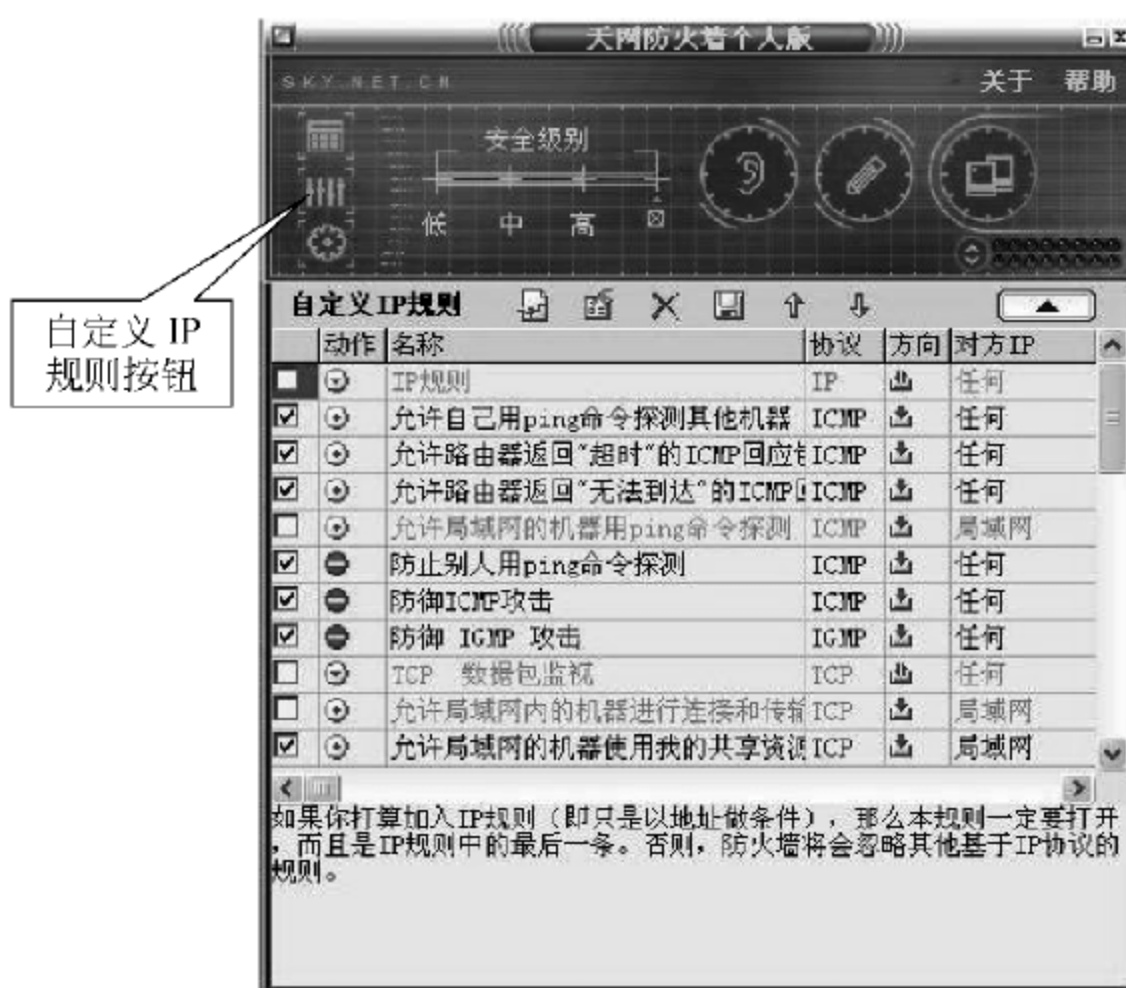 天网防火墙个人版
SKY.NET.CN
关于 帮助
安全级别
低 中 高
自定义 IP
规则按钮
自定义IP规则
动作 名称 协议 方向 对方IP
IP规则 IP 任何
允许自己用ping命令探测其他机器 ICMP 任何
允许路由器返回“超时”的ICMP回应 ICMP 任何
允许路由器返回“无法到达”的ICMP ICMP 任何
允许局域网的机器用ping命令探测 ICMP 局域网
防止别人用ping命令探测 ICMP 任何
防御ICMP攻击 ICMP 任何
防御 IGMP 攻击 IGMP 任何
TCP 数据包监视 TCP 任何
允许局域网内的机器进行连接和传输 TCP 局域网
允许局域网的机器使用我的共享资源 TCP 局域网
如果你打算加入IP规则（即只是以地址做条件），那么本规则一定要打开
，而且是IP规则中的最后一条。否则，防火墙将会忽略其他基于IP协议的
规则。